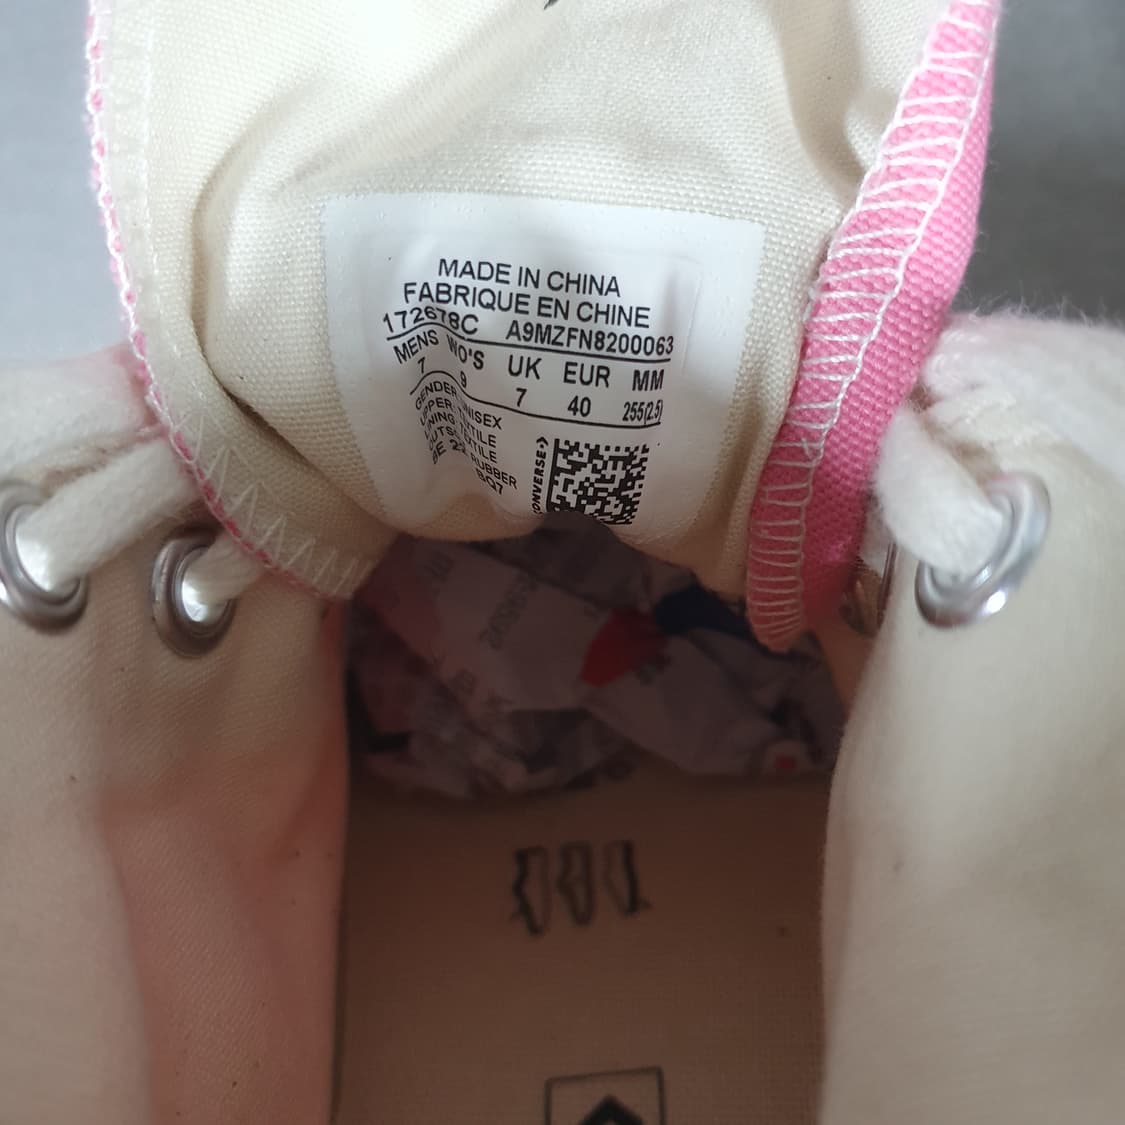 MADE IN CHINA
FABRIQUE EN CHINE
172678C A9MZFN8200063
MENS WO'S UK EUR MM
7 9 7 40 255(2.5)
GENDER UNISEX
UPPER TEXTILE
LINING TEXTILE
RUBBER
BQ7
CONVERSE